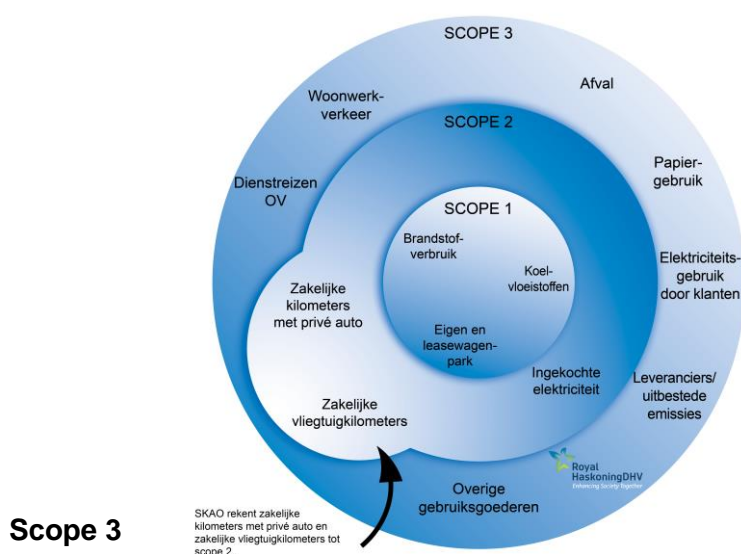 SCOPE 3
Afval
Woonwerk-
verkeer
SCOPE 2
Papier-
gebruik
Dienstreizen
OV
SCOPE 1
Brandstof-
verbruik
Koel-
vloeistoffen
Elektriciteits-
gebruik
door klanten
Zakelijke
kilometers
met privé auto
Eigen en
leasewagen-
park
Ingekochte
elektriciteit
Leveranciers/
uitbestede
emissies
Zakelijke
vliegtuigkilometers
Royal
HaskoningDHV
Enhancing Society Together
Overige
gebruiksgoederen
SKAO rekent zakelijke
kilometers met privé auto en
zakelijke vliegtuigkilometers tot
scope 2
Scope 3